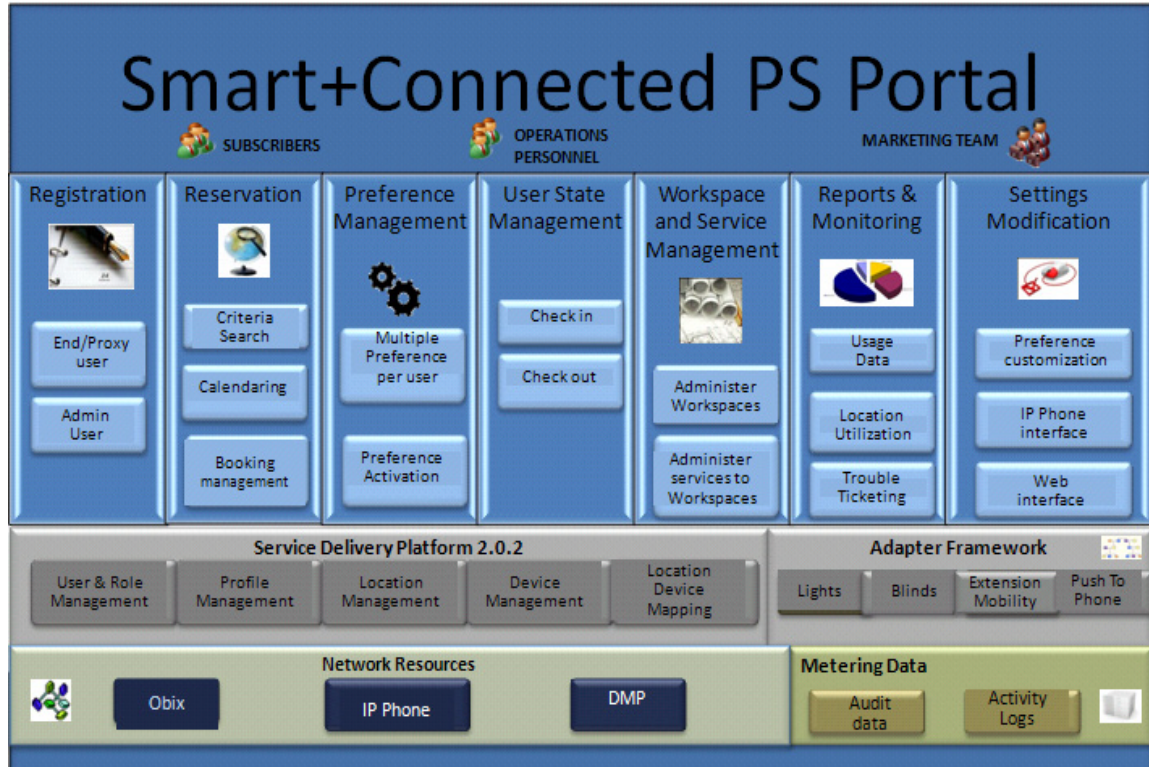 Smart+Connected PS Portal
SUBSCRIBERS
OPERATIONS
PERSONNEL
MARKETING TEAM
Registration
End/Proxy
user
Admin
User
Reservation
Criteria
Search
Calendaring
Booking
management
Preference
Management
Multiple
Preference
per user
Preference
Activation
User State
Management
Check in
Check out
Workspace
and Service
Management
Administer
Workspaces
Administer
services to
Workspaces
Reports &
Monitoring
Usage
Data
Location
Utilization
Trouble
Ticketing
Settings
Modification
Preference
customization
IP Phone
interface
Web
interface
Service Delivery Platform 2.0.2
User & Role
Management
Profile
Management
Location
Management
Device
Management
Location
Device
Mapping
Adapter Framework
Lights
Blinds
Extension
Mobility
Push To
Phone
Network Resources
Obix
IP Phone
DMP
Metering Data
Audit
data
Activity
Logs